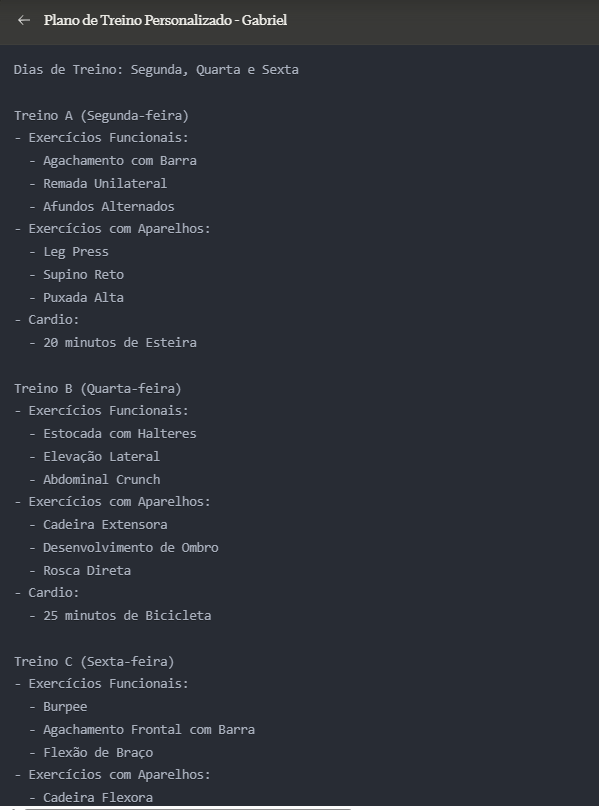 ← Plano de Treino Personalizado - Gabriel
Dias de Treino: Segunda, Quarta e Sexta
Treino A (Segunda-feira)
- Exercícios Funcionais:
- Agachamento com Barra
- Remada Unilateral
- Afundos Alternados
- Exercícios com Aparelhos:
- Leg Press
- Supino Reto
- Puxada Alta
- Cardio:
- 20 minutos de Esteira
Treino B (Quarta-feira)
- Exercícios Funcionais:
- Estocada com Halteres
- Elevação Lateral
- Abdominal Crunch
- Exercícios com Aparelhos:
- Cadeira Extensora
- Desenvolvimento de Ombro
- Rosca Direta
- Cardio:
- 25 minutos de Bicicleta
Treino C (Sexta-feira)
- Exercícios Funcionais:
- Burpee
- Agachamento Frontal com Barra
- Flexão de Braço
- Exercícios com Aparelhos:
- Cadeira Flexora